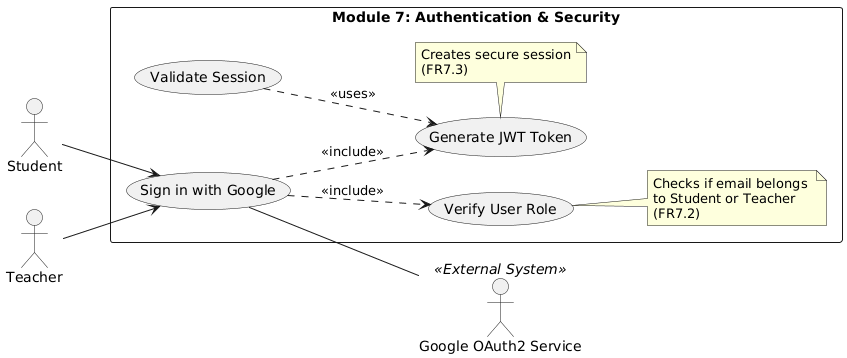 Module 7: Authentication & Security
Creates secure session
(FR7.3)
Validate Session
«uses»
Generate JWT Token
«include»
Student
Sign in with Google
«include»
Verify User Role
Checks if email belongs
to Student or Teacher
(FR7.2)
Teacher
«External System»
Google OAuth2 Service